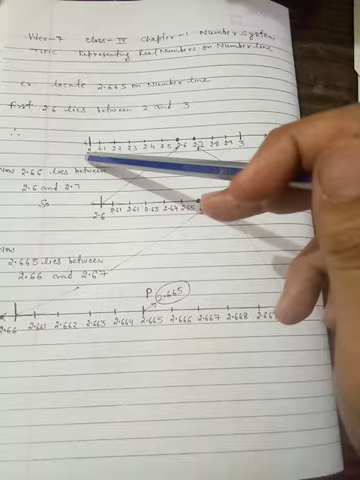 Video-7 Class-IX Chapter-1 Number System
Topic Representing Real Numbers on Number line
ex locate 2.665 on Number line
first 2.6 lies between 2 and 3
∴
2 2.1 2.2 2.3 2.4 2.5 2.6 2.7 2.8 2.9 3
Now 2.66 lies between
2.6 and 2.7
So
2.6 2.61 2.61 2.63 2.64 2.65
Now
2.665 lies between
2.66 and 2.67
P 2.665
2.66 2.661 2.662 2.663 2.664 2.665 2.666 2.667 2.668 2.669